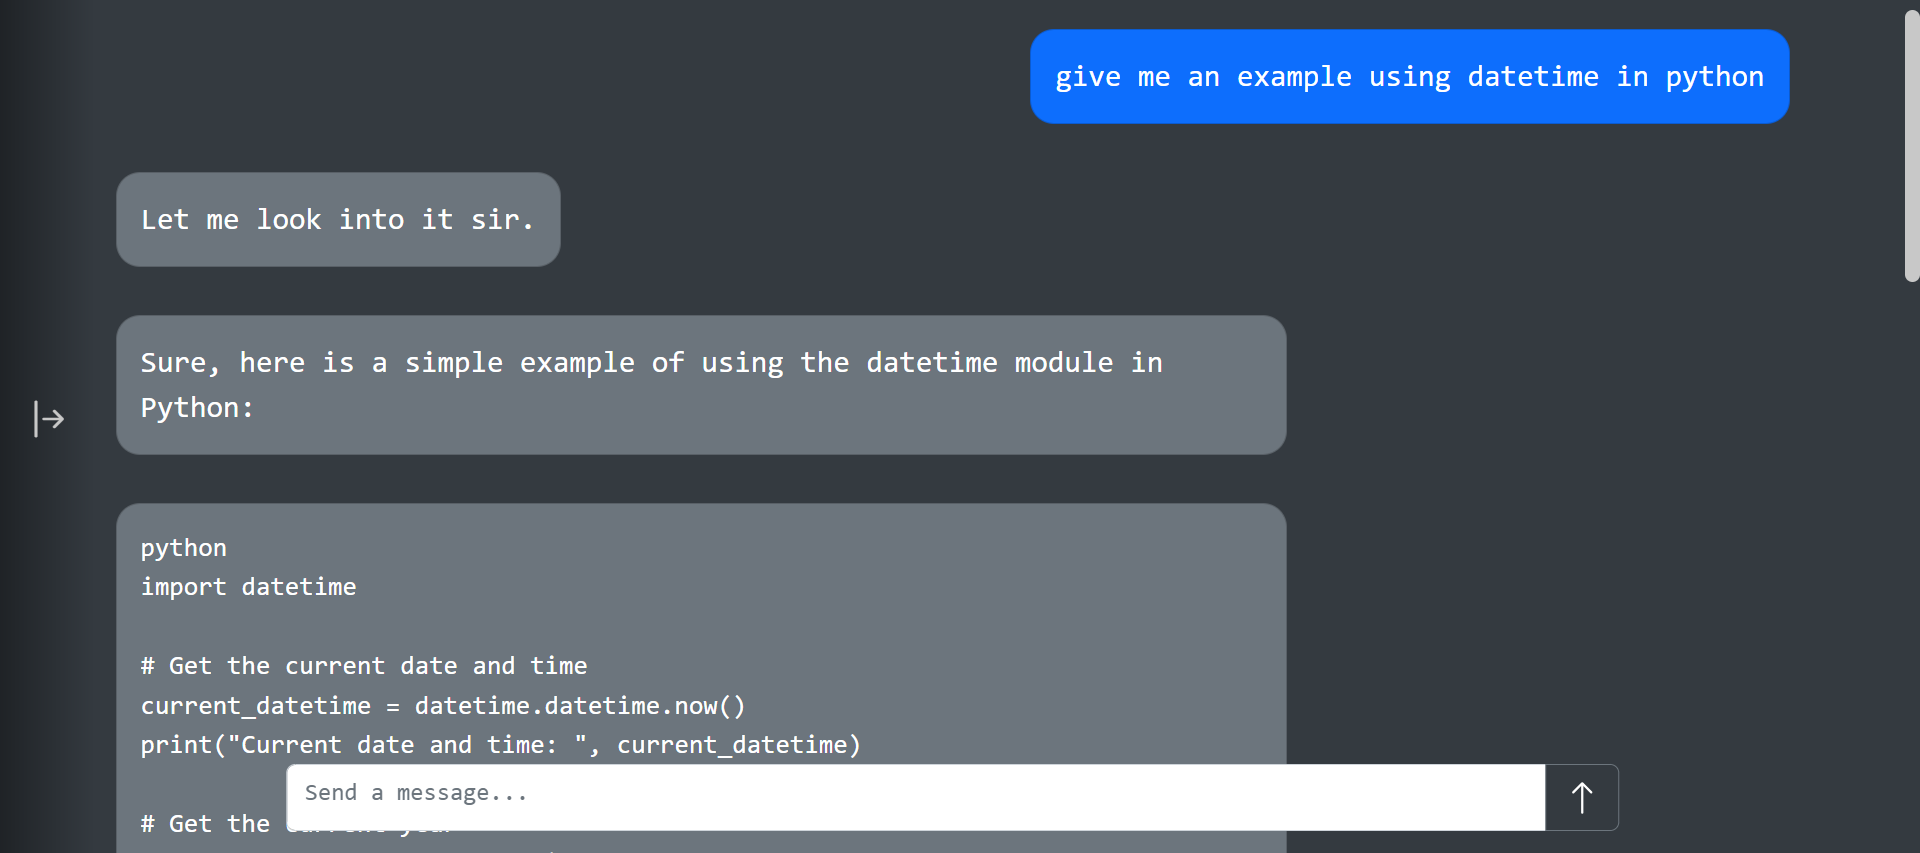 give me an example using datetime in python
Let me look into it sir.
Sure, here is a simple example of using the datetime module in
Python:
python
import datetime
# Get the current date and time
current_datetime = datetime.datetime.now()
print("Current date and time: ", current_datetime)
Send a message...
# Get the